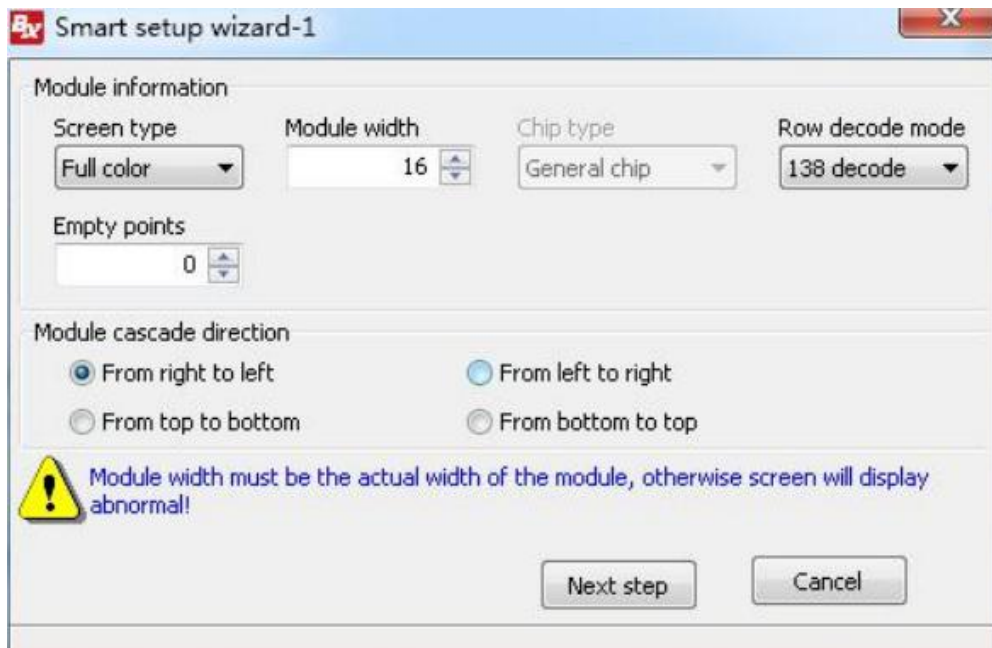 BX Smart setup wizard-1
Module information
Screen type Module width Chip type Row decode mode
Full color 16 General chip 138 decode
Empty points
0
Module cascade direction
From right to left From left to right
From top to bottom From bottom to top
Module width must be the actual width of the module, otherwise screen will display
abnormal!
Next step Cancel